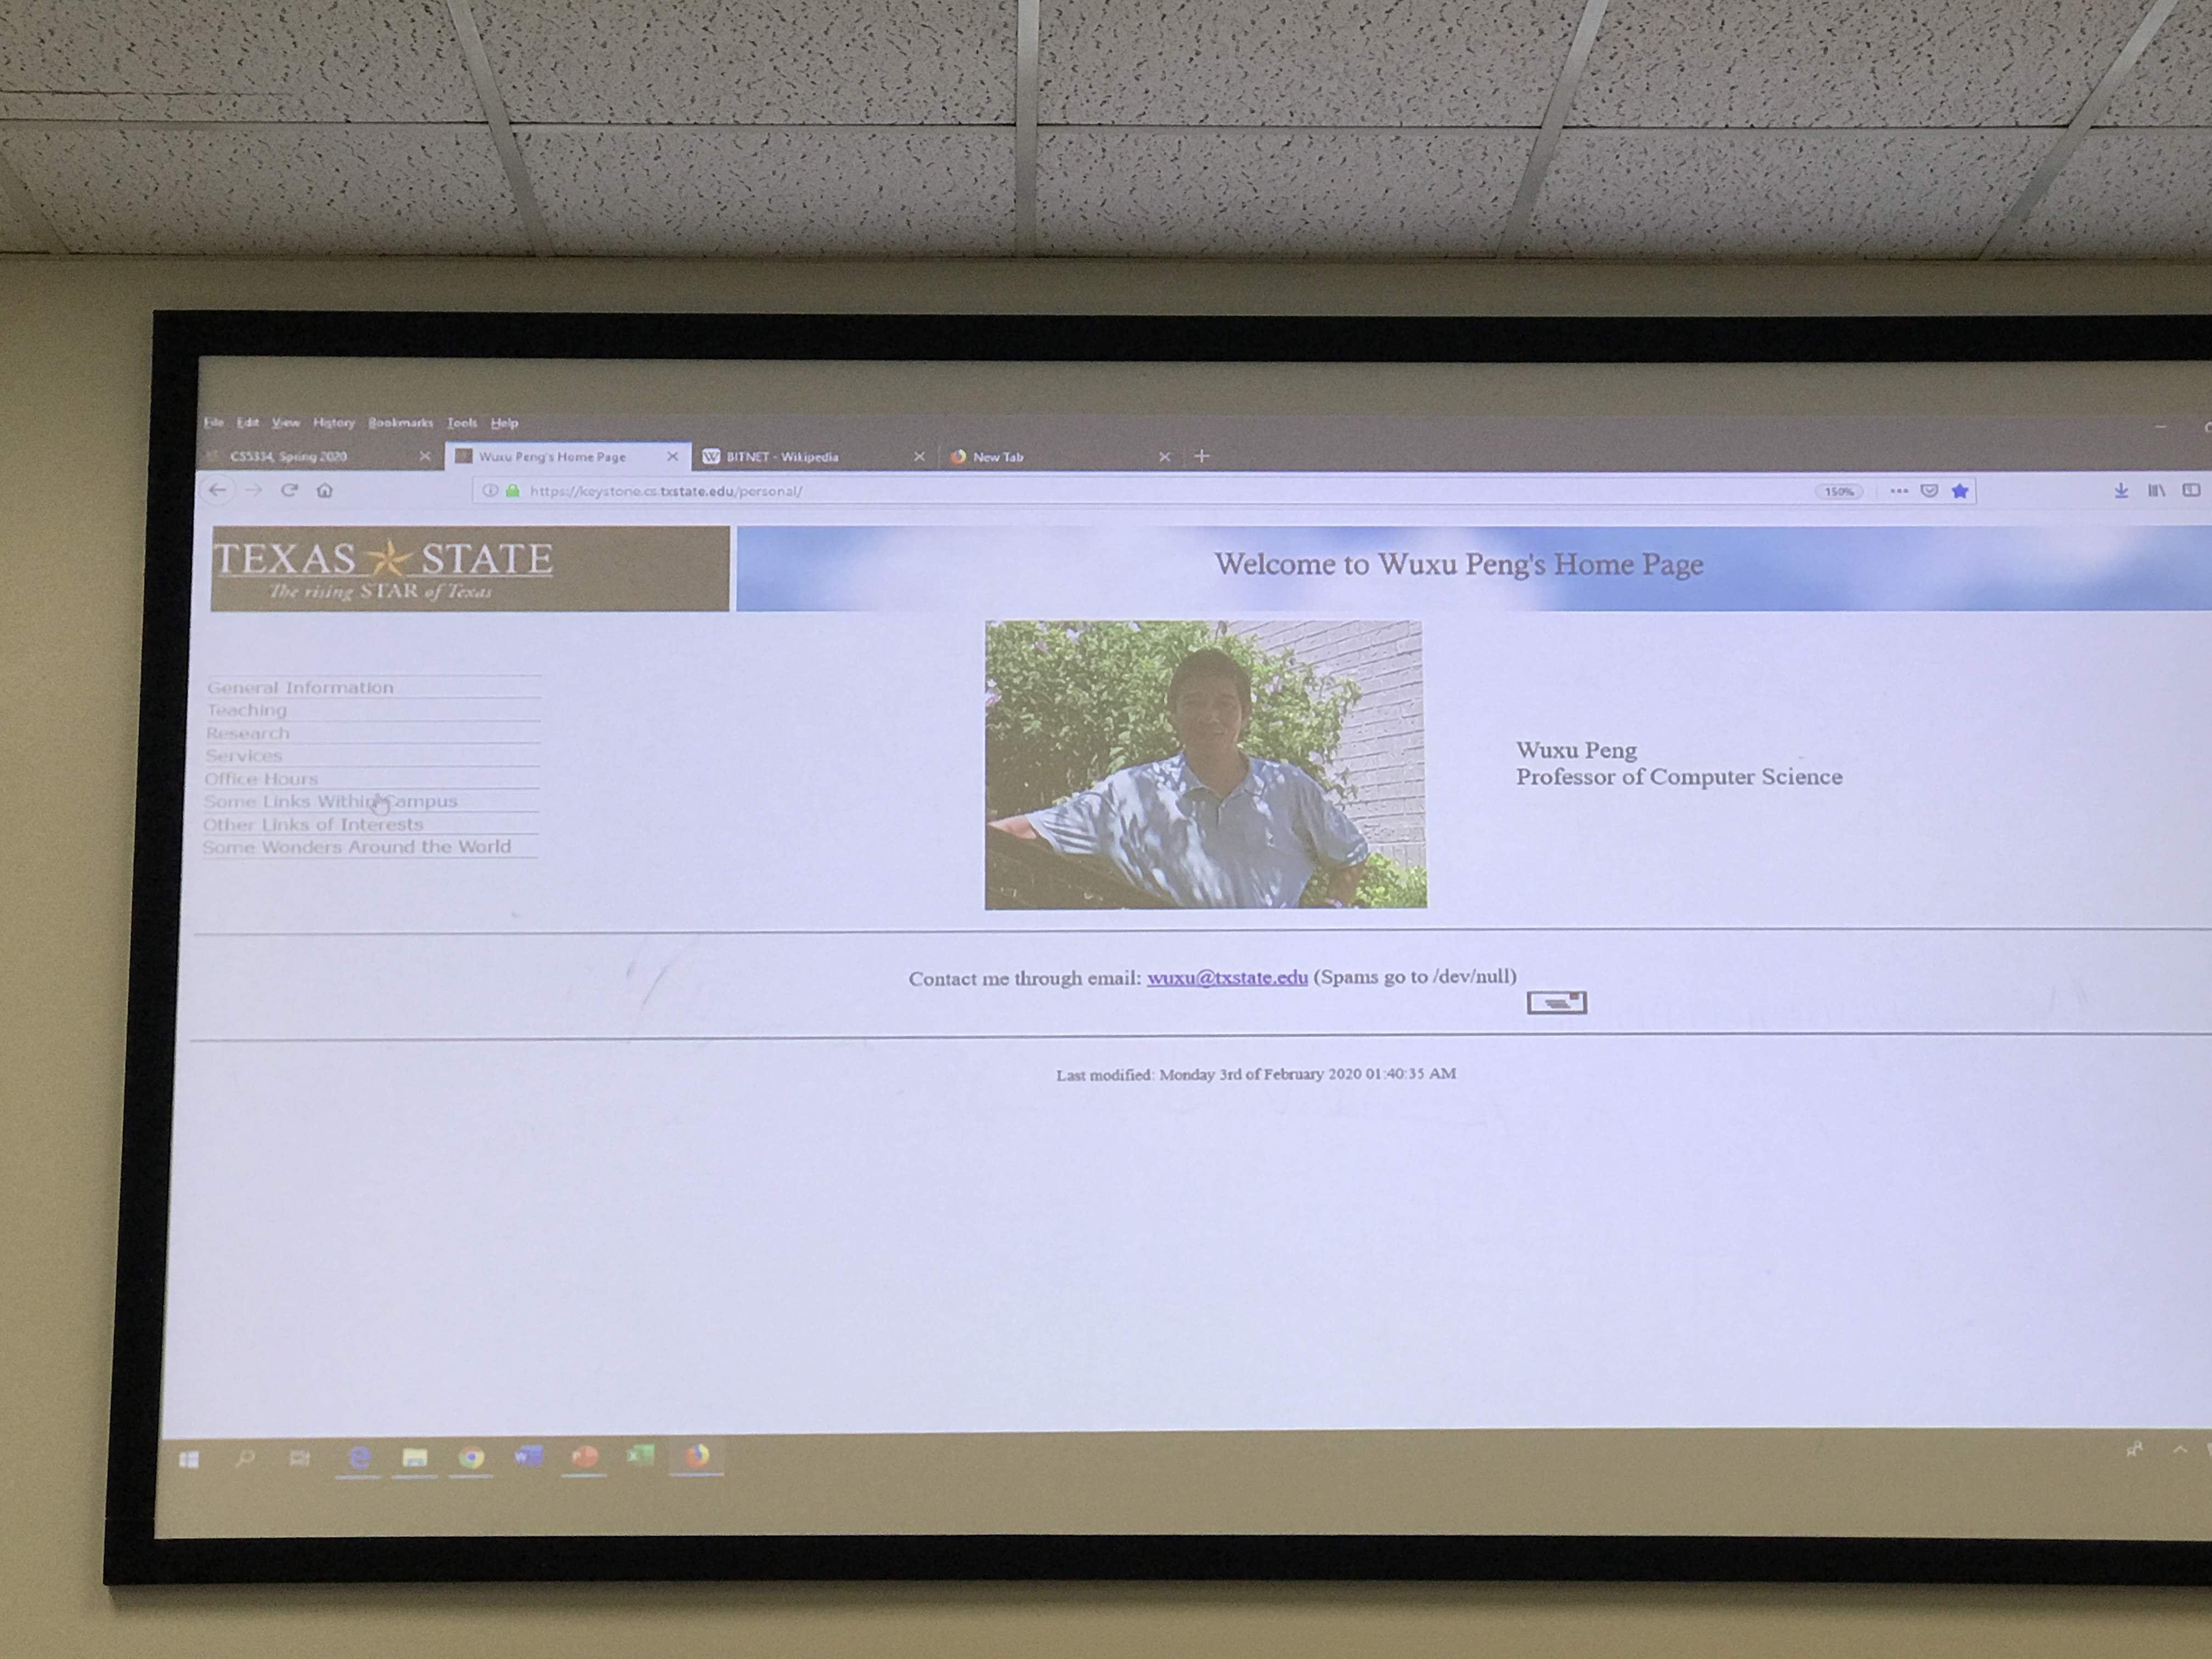 File Edit View History Bookmarks Tools Help
CS5334, Spring 2020
Wuxu Peng's Home Page
BITNET - Wikipedia
New Tab
https://keystone.cs.txstate.edu/personal/
150%
TEXAS STATE
The rising STAR of Texas
Welcome to Wuxu Peng's Home Page
General Information
Teaching
Research
Services
Office Hours
Some Links Within Campus
Other Links of Interests
Some Wonders Around the World
Wuxu Peng
Professor of Computer Science
Contact me through email: wuxu@txstate.edu (Spams go to /dev/null)
Last modified: Monday 3rd of February 2020 01:40:35 AM